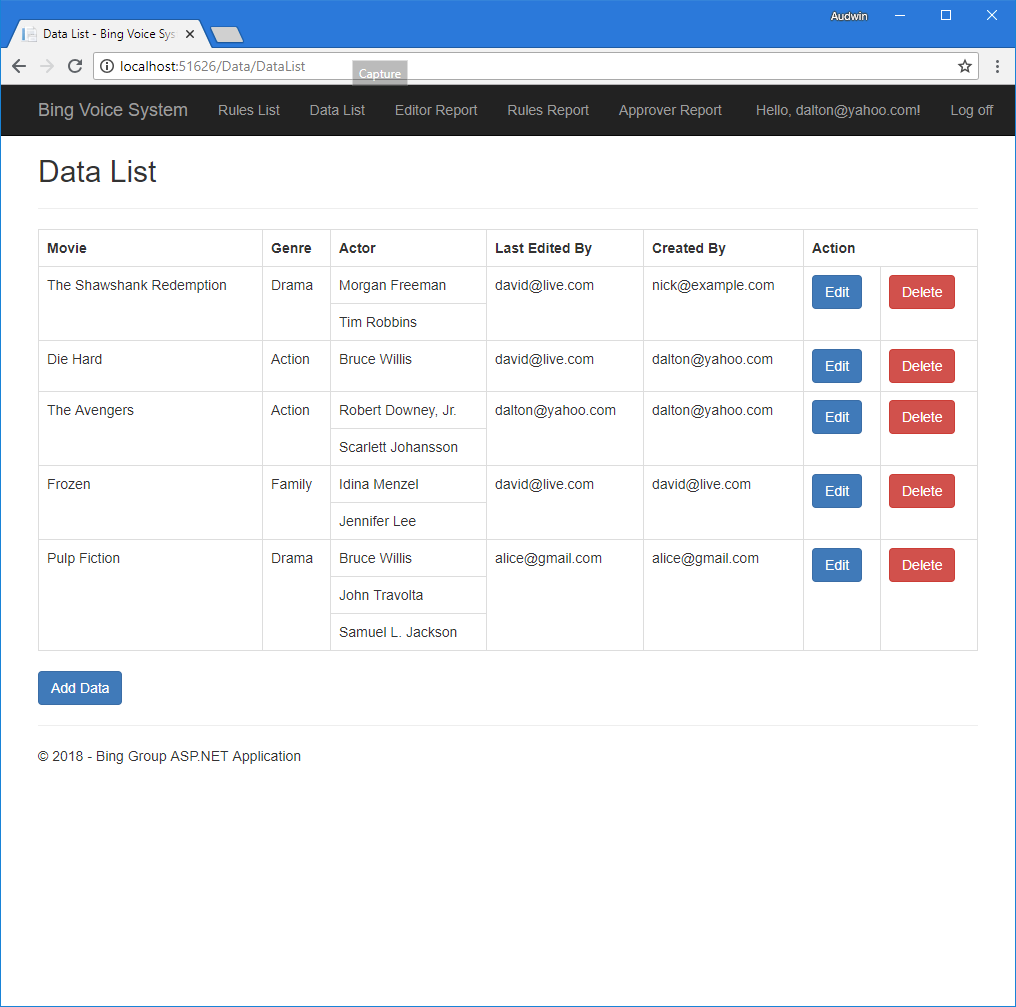 Audwin
Data List - Bing Voice Sys
localhost:51626/Data/DataList
Capture
Bing Voice System Rules List Data List Editor Report Rules Report Approver Report Hello, dalton@yahoo.com! Log off
Data List
Movie Genre Actor Last Edited By Created By Action
The Shawshank Redemption Drama Morgan Freeman david@live.com nick@example.com Edit Delete
Tim Robbins
Die Hard Action Bruce Willis david@live.com dalton@yahoo.com Edit Delete
The Avengers Action Robert Downey, Jr. dalton@yahoo.com dalton@yahoo.com Edit Delete
Scarlett Johansson
Frozen Family Idina Menzel david@live.com david@live.com Edit Delete
Jennifer Lee
Pulp Fiction Drama Bruce Willis alice@gmail.com alice@gmail.com Edit Delete
John Travolta
Samuel L. Jackson
Add Data
© 2018 - Bing Group ASP.NET Application